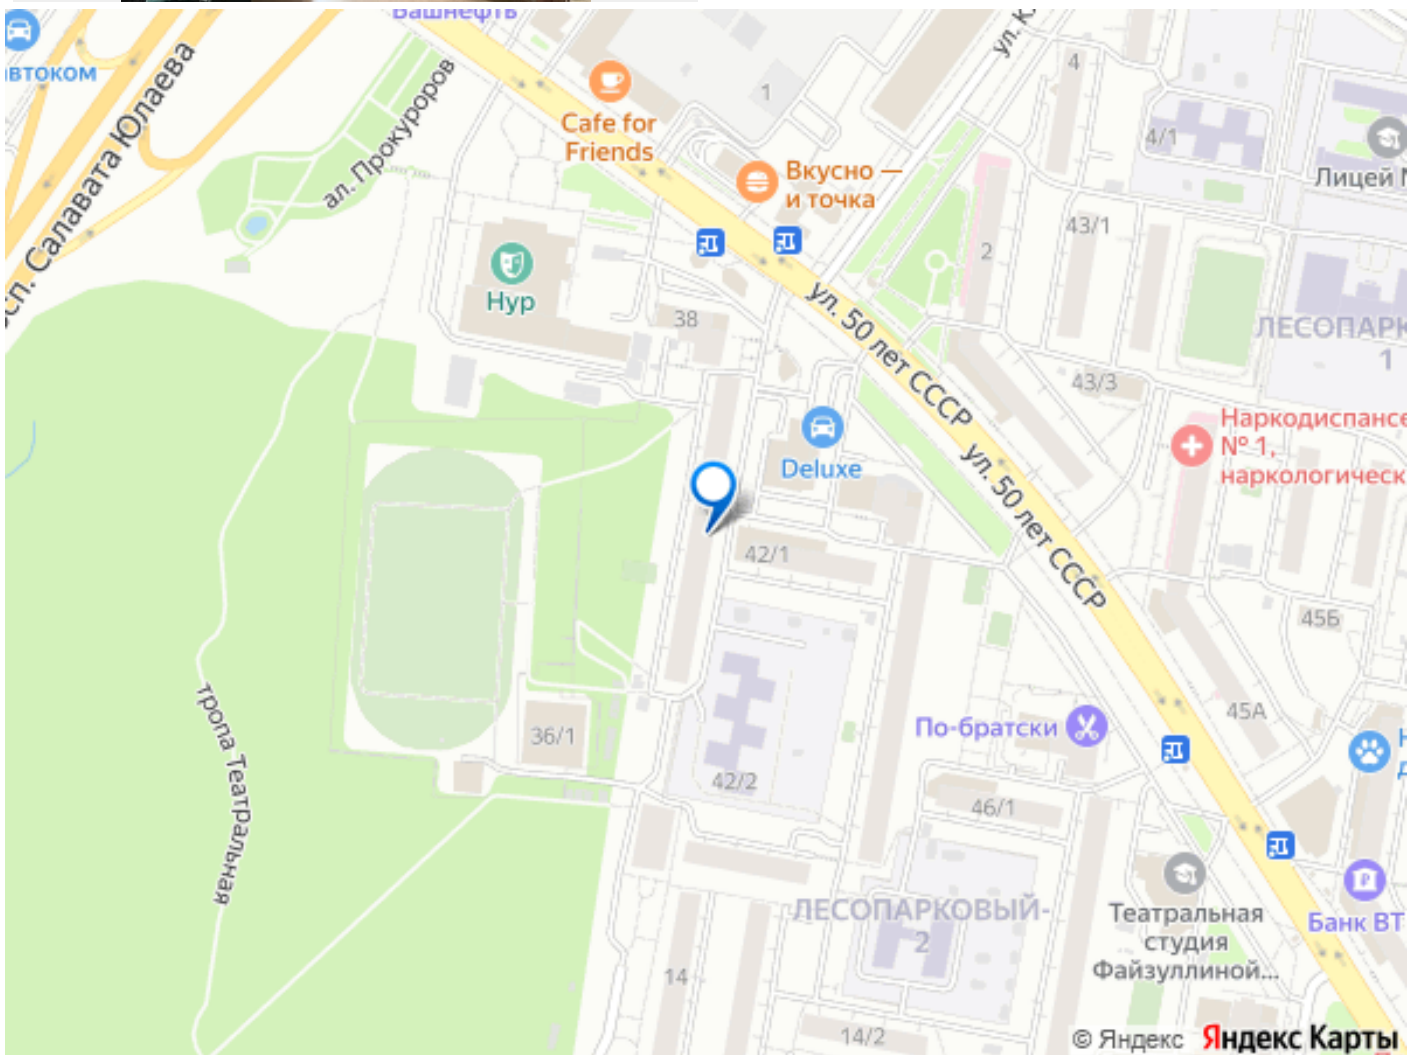 Башнефть
втоком
просп. Салавата Юлаева
ал. Прокуроров
Cafe for
Friends
1
Вкусно —
и точка
4
4/1
Лицей
43/1
2
Нур
38
ул. 50 лет СССР
ЛЕСОПАРК
1
43/3
Deluxe
Наркодиспансе
№ 1,
наркологическ
ул. 50 лет СССР
42/1
45Б
45А
По-братски
36/1
тропа Театральная
42/2
46/1
ЛЕСОПАРКОВЫЙ-
2
Театральная
студия
Файзуллиной...
Банк ВТ
14
14/2
© Яндекс Яндекс Карты